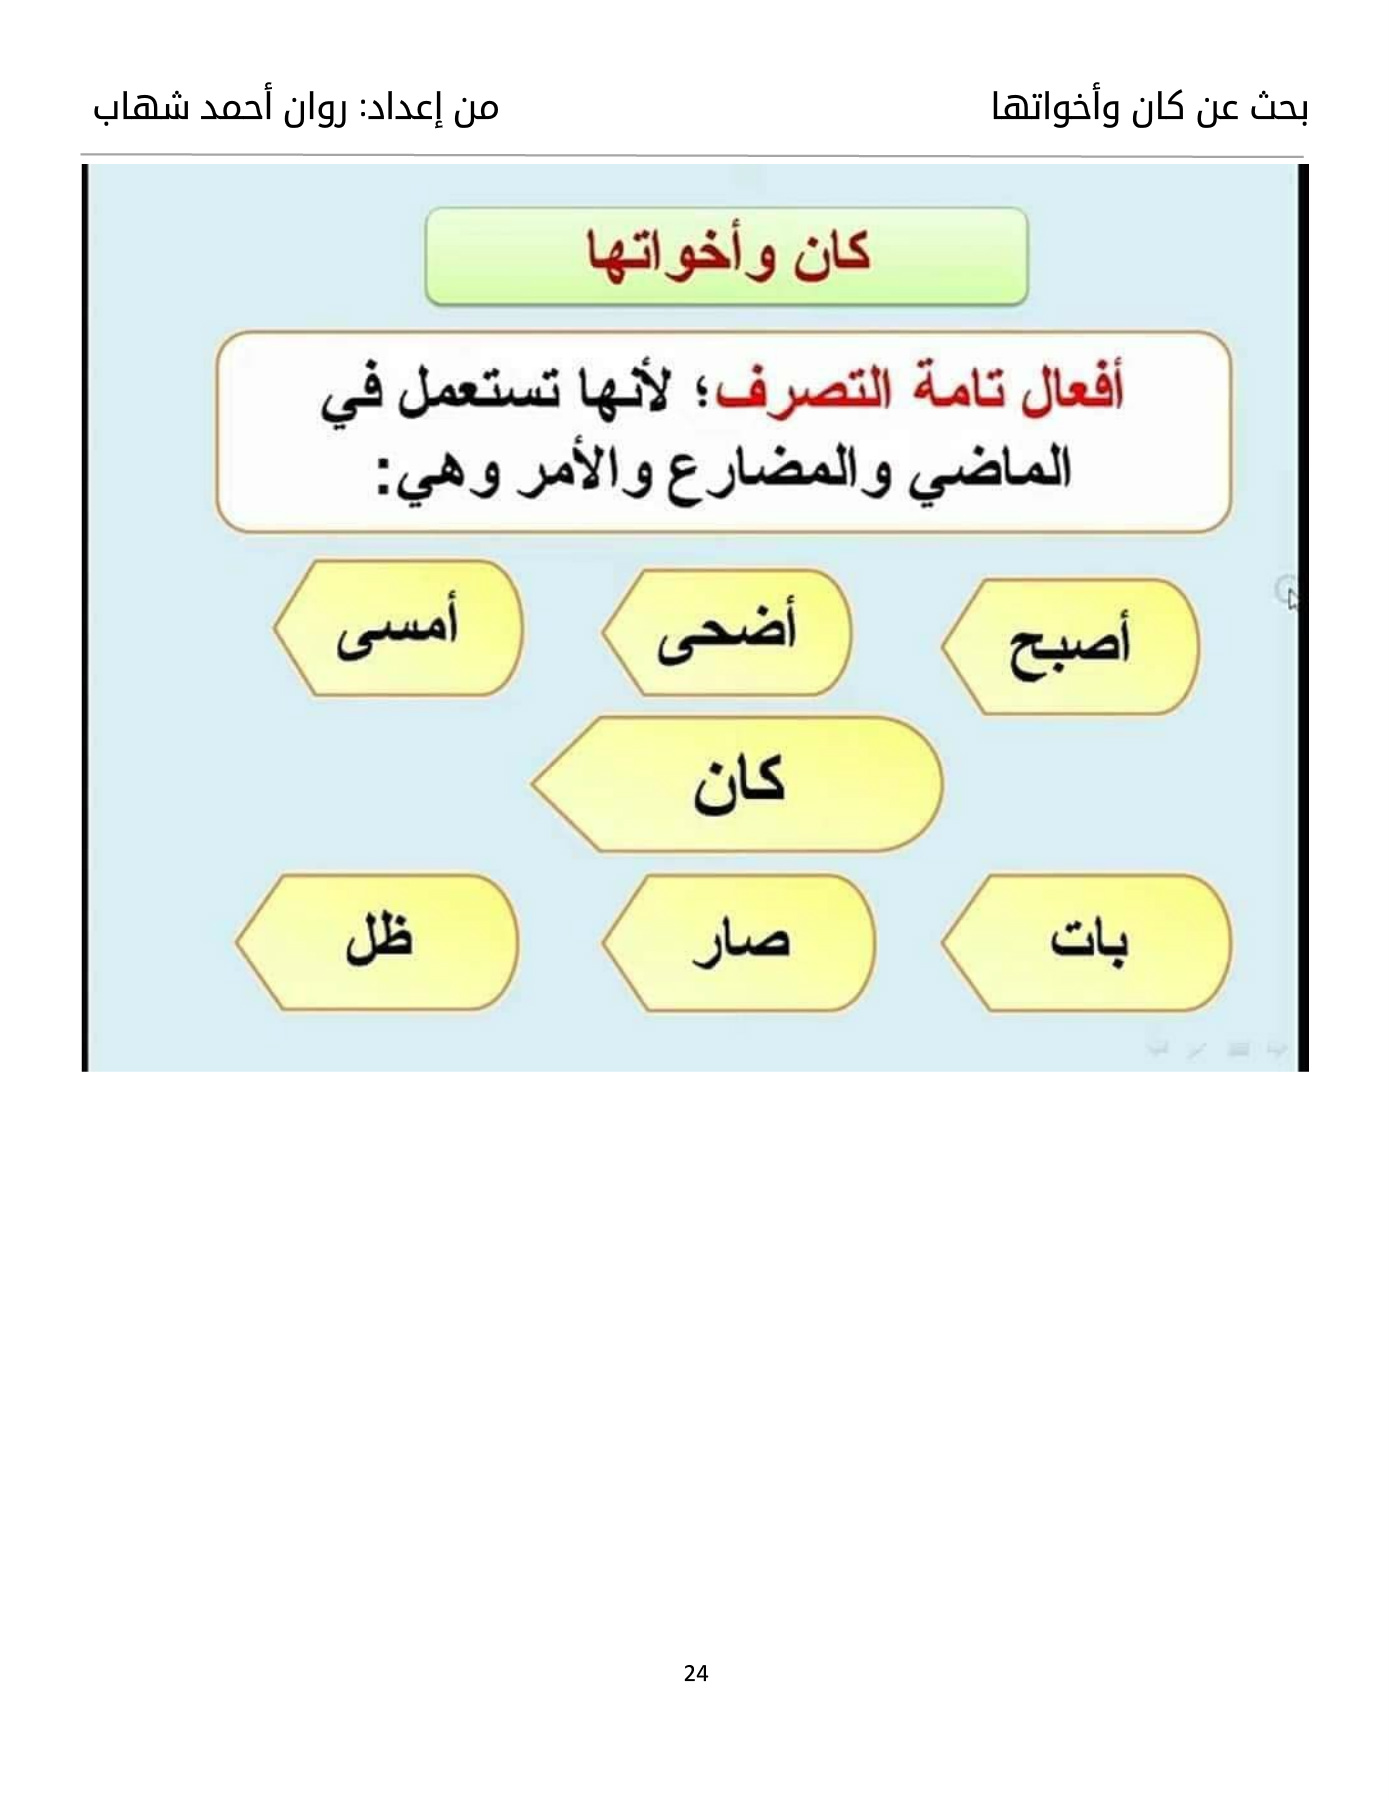 بحث عن كان وأخواتها من إعداد: روان أحمد شهاب
كان وأخواتها
أفعال تامة التصرف؛ لأنها تستعمل في
الماضي والمضارع والأمر وهي:
أصبح
أضحى
أمسى
كان
بات
صار
ظل
24